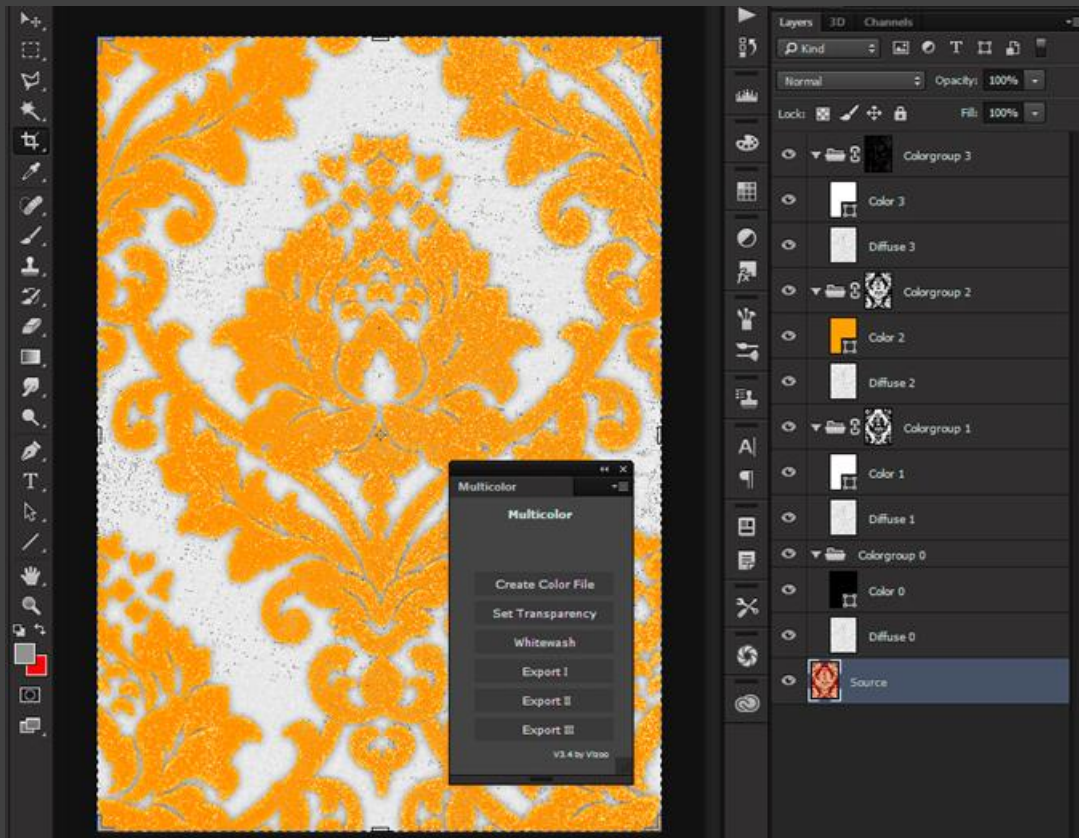 Layers 3D Channels
Kind
Normal Opacity: 100%
Lock: Fill: 100%
Colorgroup 3
Color 3
Diffuse 3
Colorgroup 2
Color 2
Diffuse 2
Colorgroup 1
Color 1
Diffuse 1
Colorgroup 0
Color 0
Diffuse 0
Source
Multicolor
Multicolor
Create Color File
Set Transparency
Whitewash
Export I
Export II
Export III
V3.4 by Vizoo